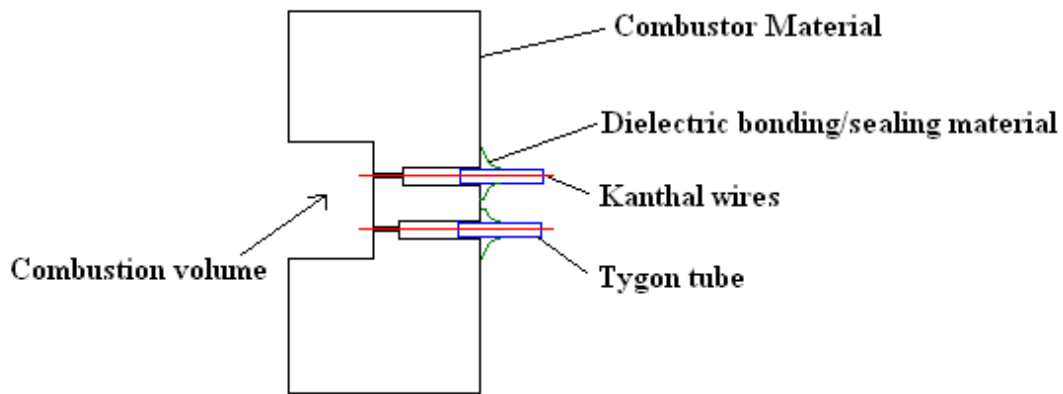 Combustor Material
Dielectric bonding/sealing material
Kanthal wires
Combustion volume
Tygon tube